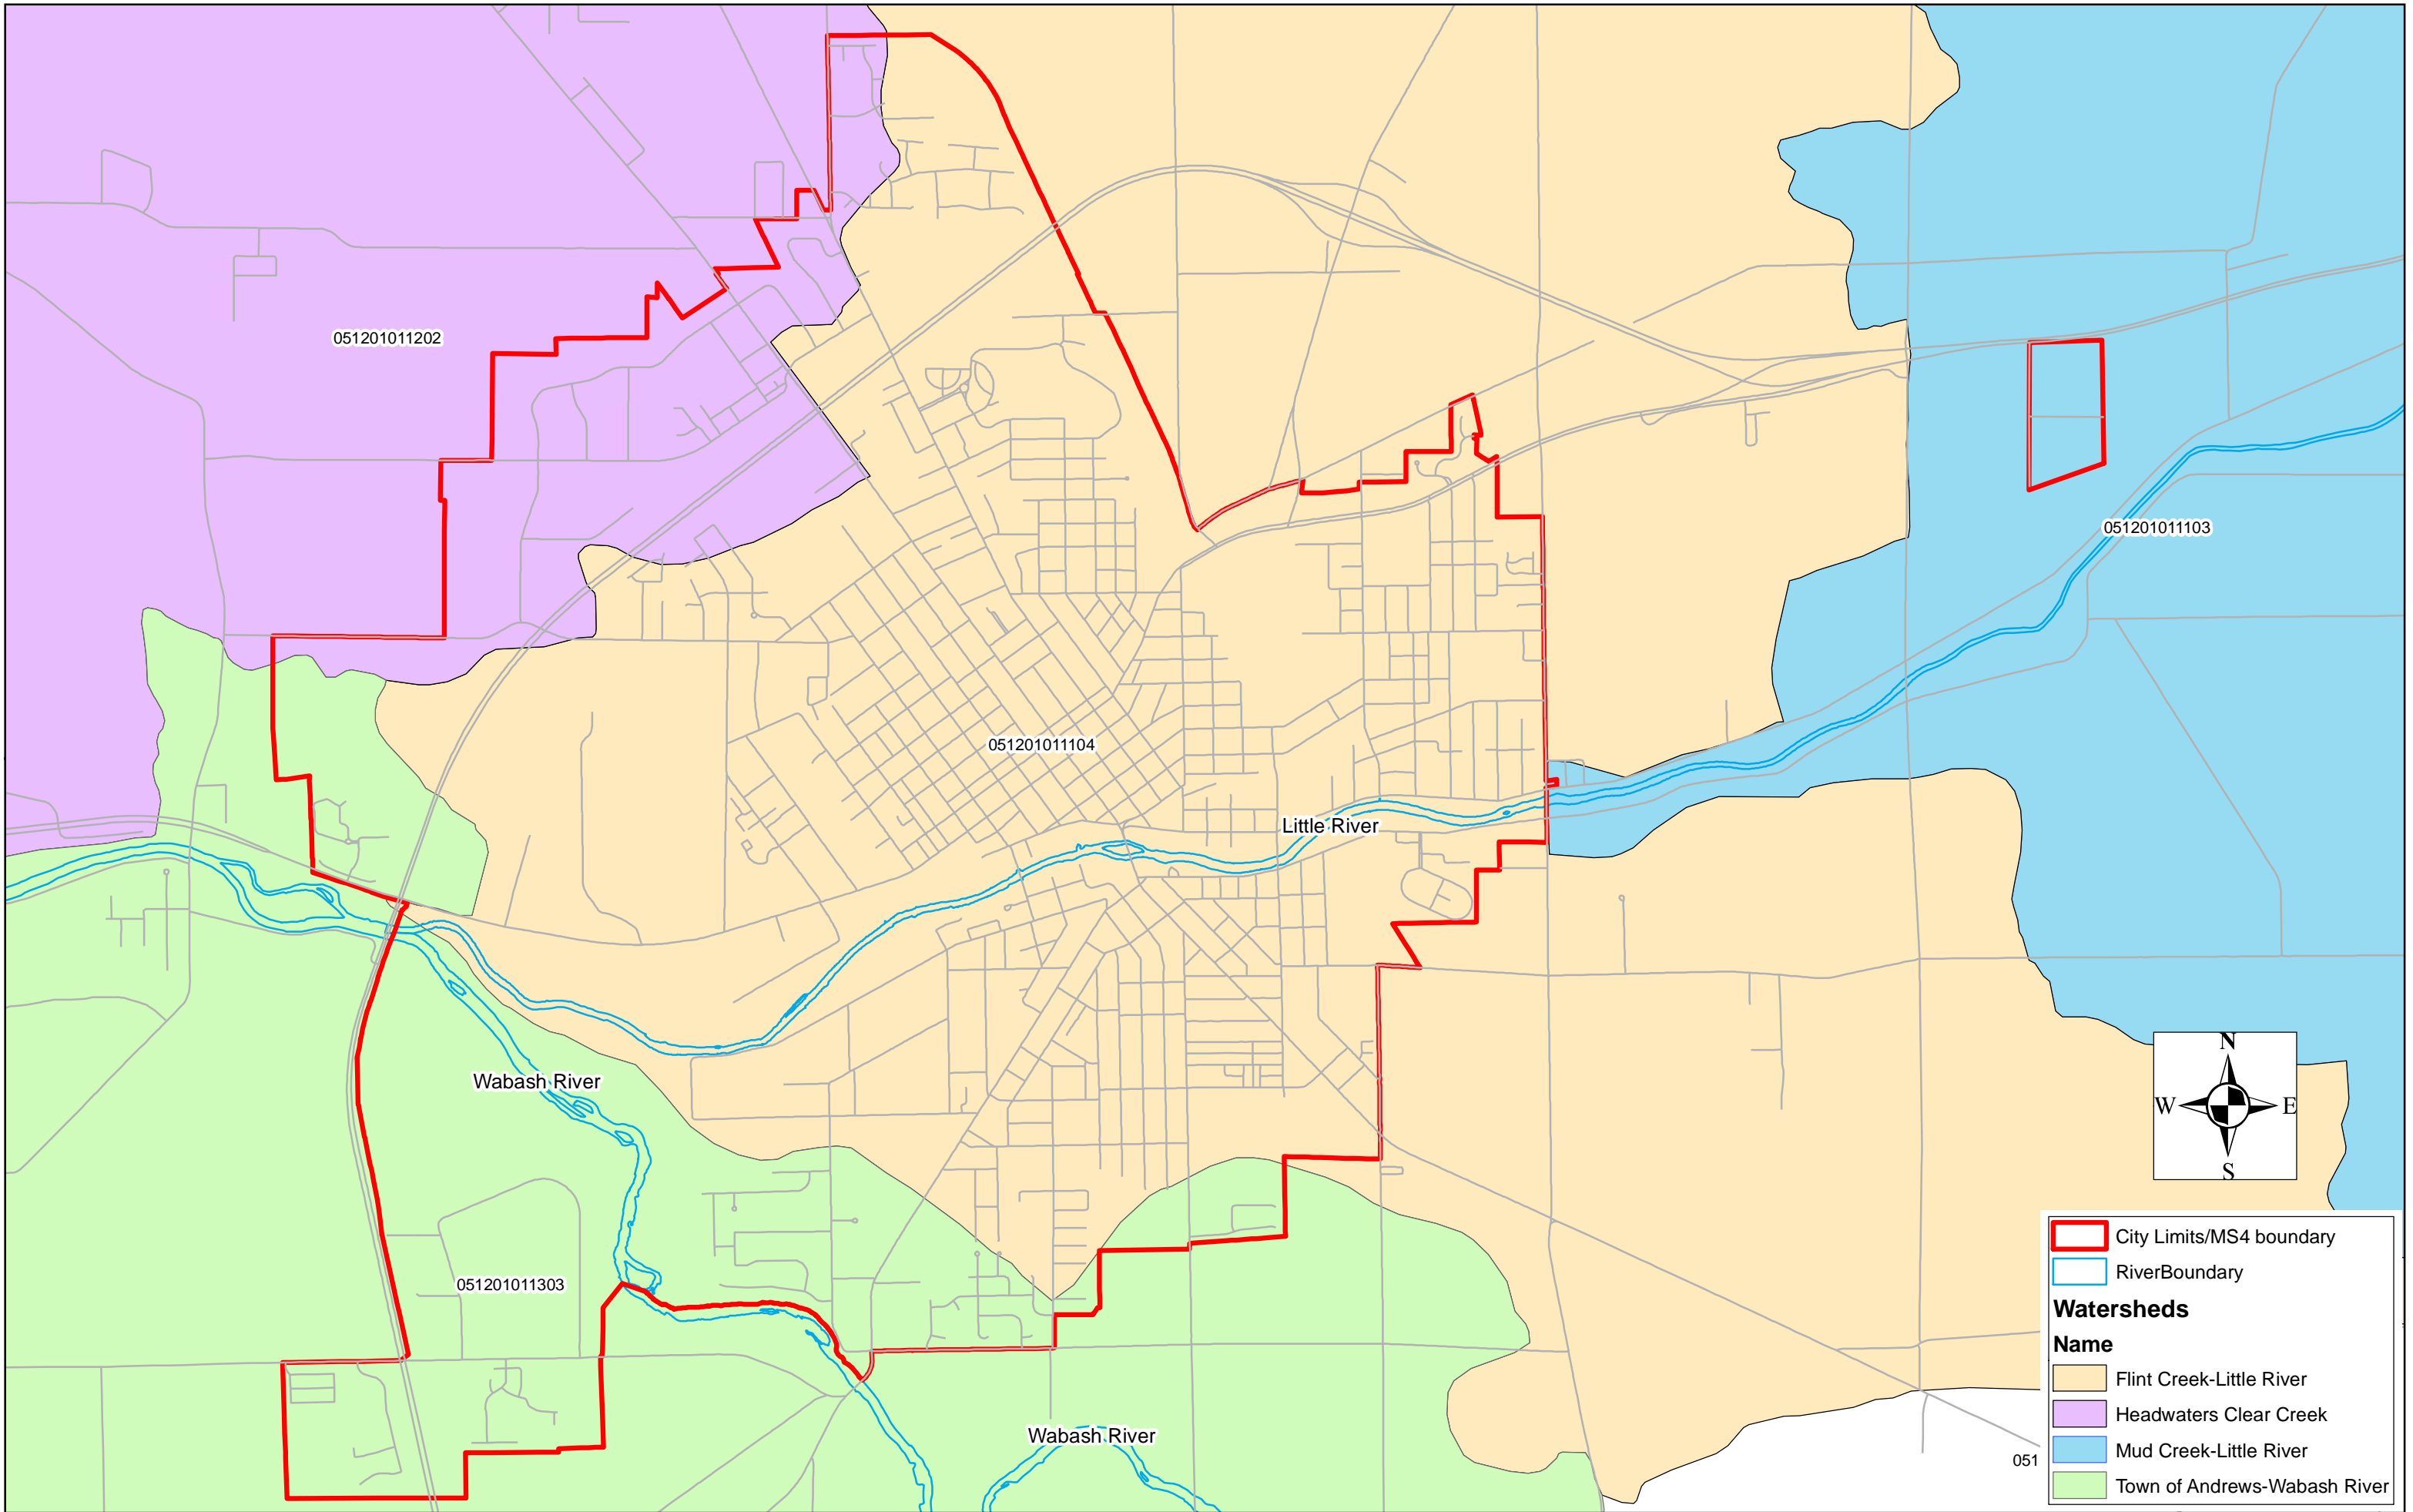 051201011202
051201011103
051201011104
Little River
Wabash River
051201011303
Wabash River
051
N
W
E
S
City Limits/MS4 boundary
RiverBoundary
Watersheds
Name
Flint Creek-Little River
Headwaters Clear Creek
Mud Creek-Little River
Town of Andrews-Wabash River